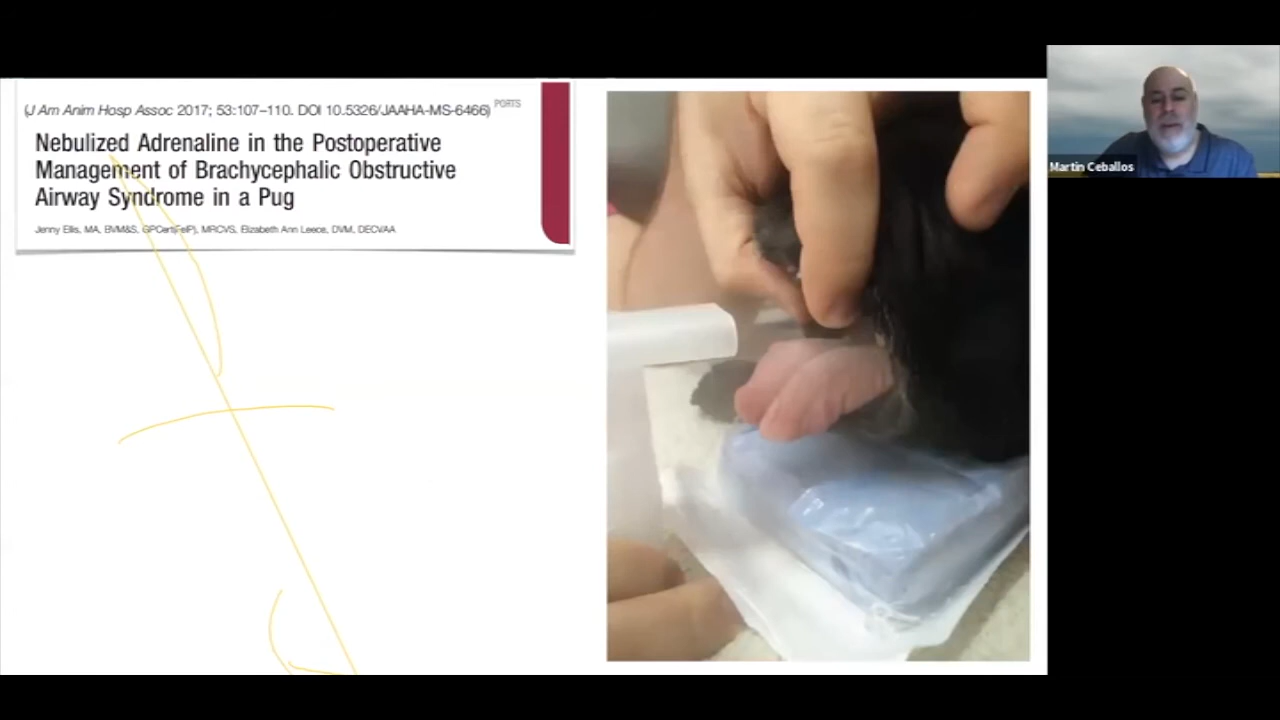 (J Am Anim Hosp Assoc 2017; 53:107–110. DOI 10.5326/JAAHA-MS-6466)
PORTS
Nebulized Adrenaline in the Postoperative
Management of Brachycephalic Obstructive
Airway Syndrome in a Pug
Jenny Ellis, MA, BVM&S, GPCert(FelP), MRCVS, Elizabeth Ann Leece, DVM, DECVAA
Martin Ceballos